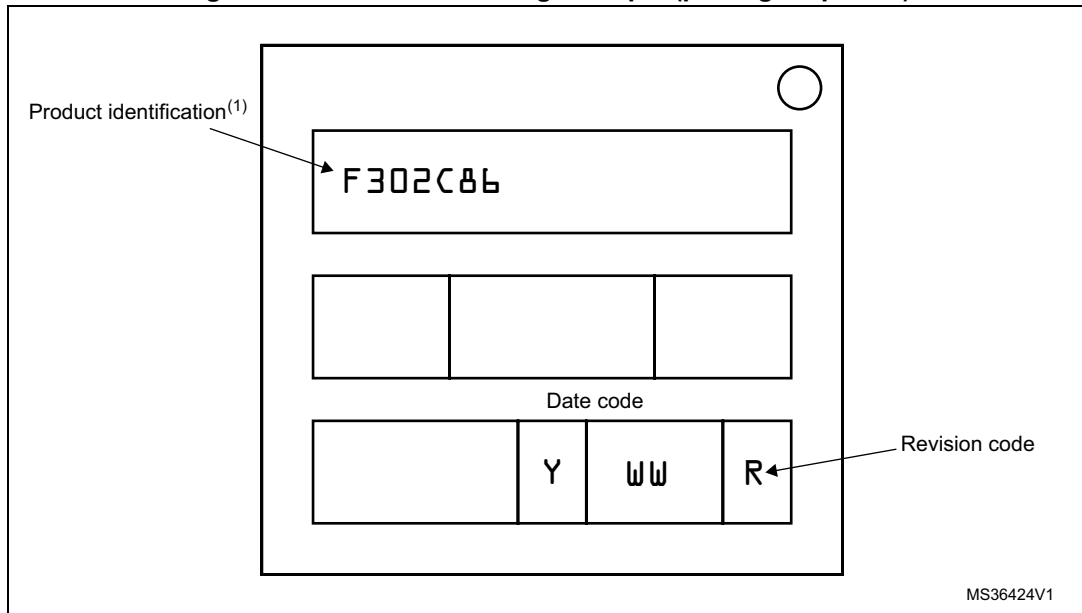 Product identification(1)
F302C86
Date code
Y WW R
Revision code
MS36424V1